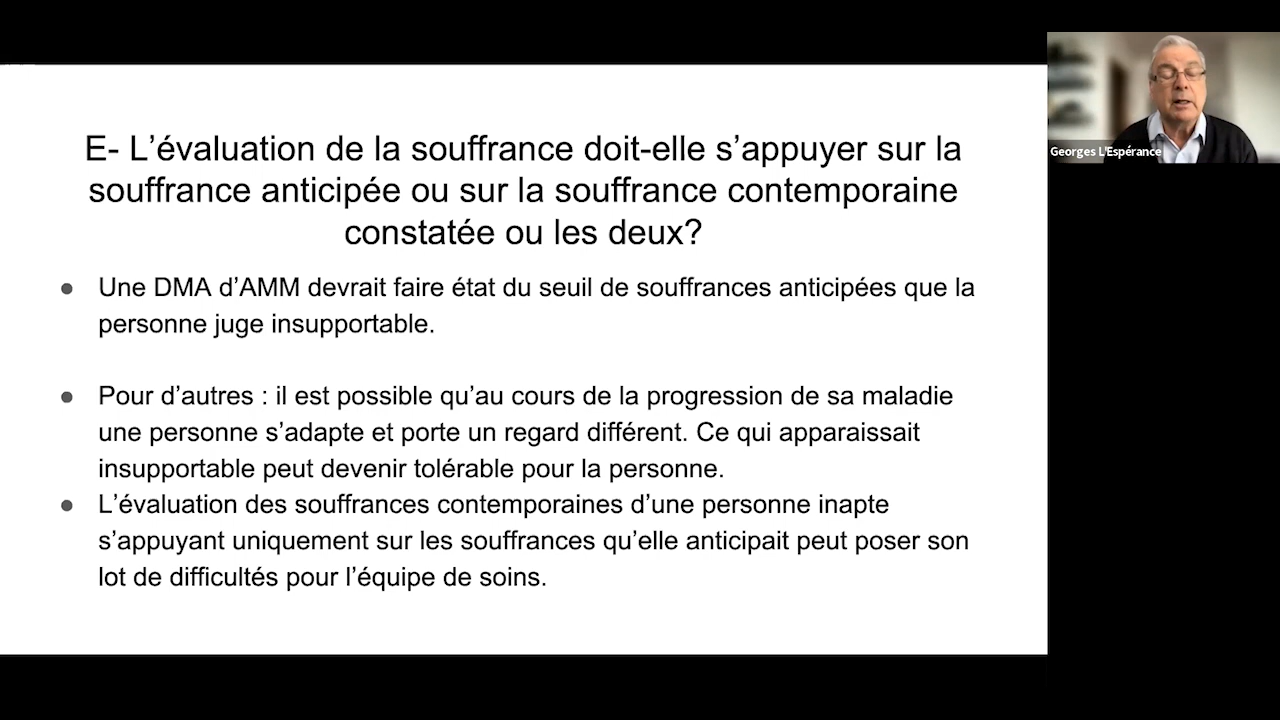 E- L’évaluation de la souffrance doit-elle s’appuyer sur la
souffrance anticipée ou sur la souffrance contemporaine
constatée ou les deux?
● Une DMA d’AMM devrait faire état du seuil de souffrances anticipées que la
personne juge insupportable.
● Pour d’autres : il est possible qu’au cours de la progression de sa maladie
une personne s’adapte et porte un regard différent. Ce qui apparaissait
insupportable peut devenir tolérable pour la personne.
● L’évaluation des souffrances contemporaines d’une personne inapte
s’appuyant uniquement sur les souffrances qu’elle anticipait peut poser son
lot de difficultés pour l’équipe de soins.
Georges L'Espérance